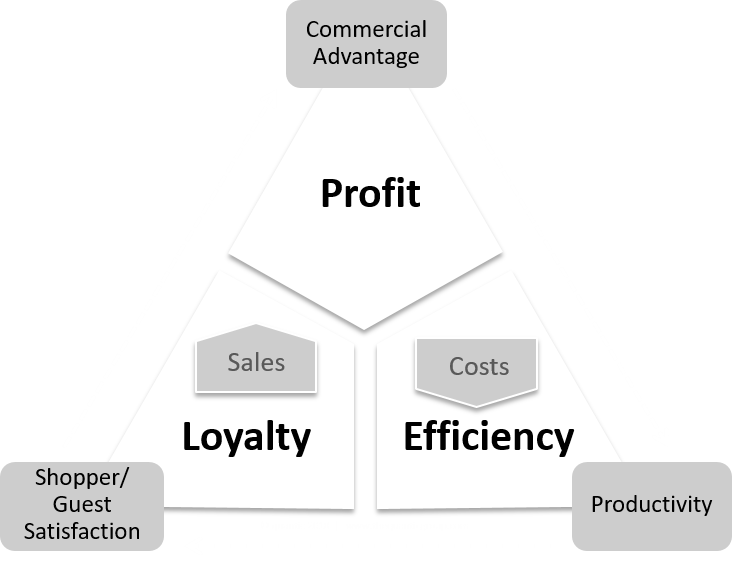 Commercial
Advantage
Profit
Sales
Costs
Loyalty
Efficiency
Shopper/
Guest
Satisfaction
Productivity